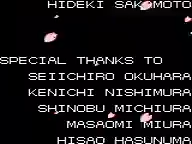 HIDEKI SAKAMOTO
SPECIAL THANKS TO
SEIICHIRO OKUHARA
KENICHI NISHIMURA
SHINOBU MICHIURA
MASAOMI MIURA
HISAO HASUNUMA